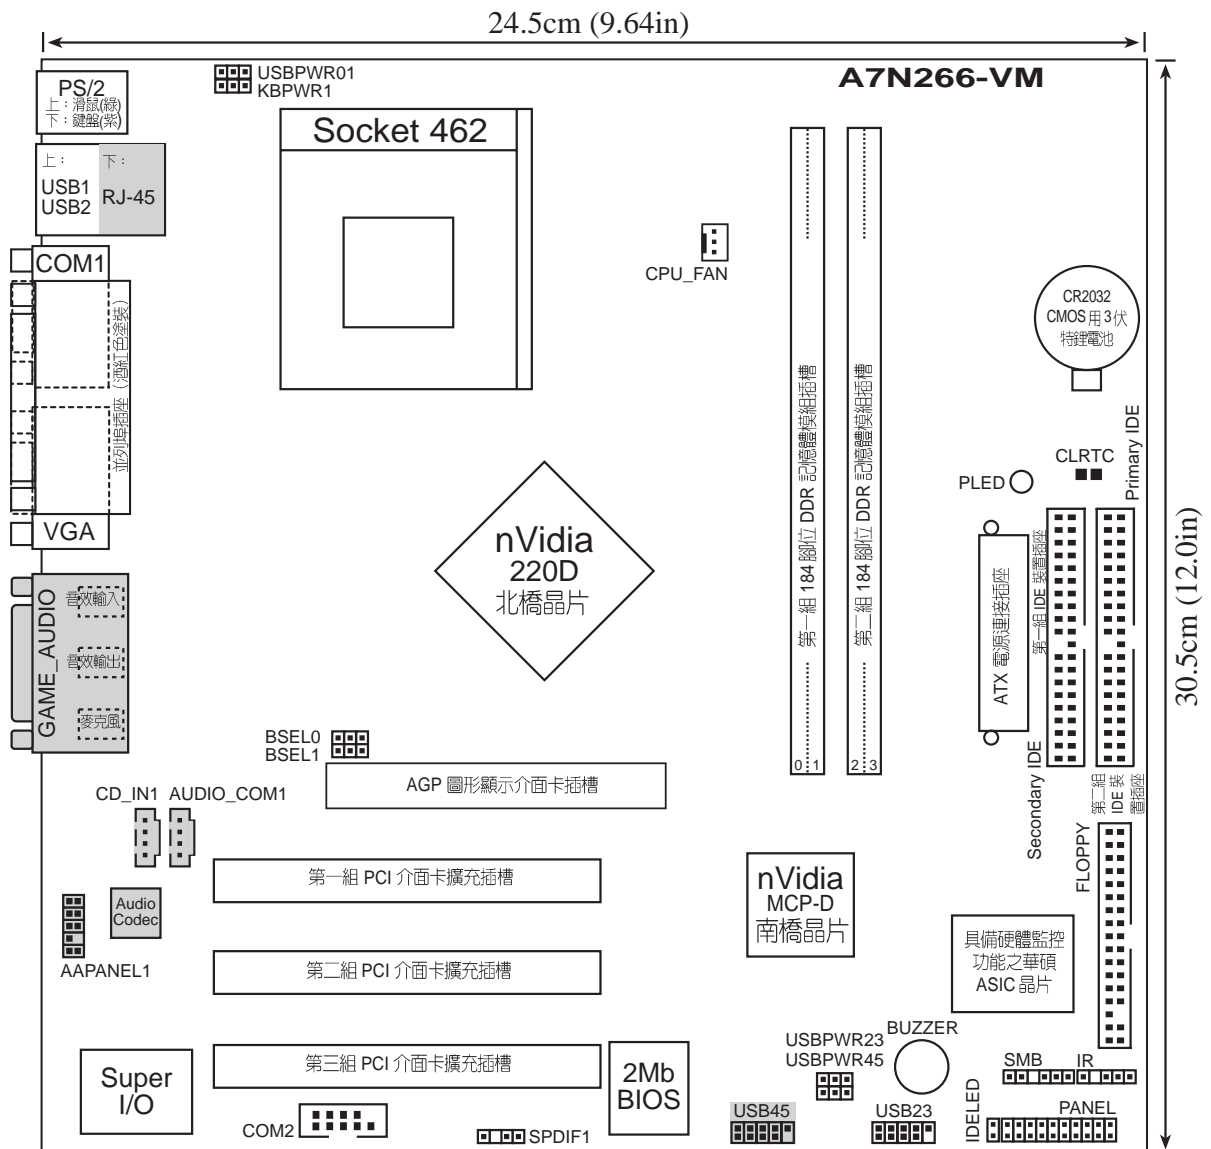 24.5cm (9.64in)
A7N266-VM
USBPWR01
KBPWR1
PS/2
上：滑鼠(綠)
下：鍵盤(紫)
Socket 462
上：
下：
USB1
USB2
RJ-45
CPU_FAN
COM1
並列埠插座（酒紅色塗裝）
VGA
CR2032
CMOS 用 3 伏
特鋰電池
CLRTC
PLED
Primary IDE
第一組 IDE 裝置插座
ATX 電源連接插座
第一組 184 腳位 DDR 記憶體模組插槽
第二組 184 腳位 DDR 記憶體模組插槽
0 1
2 3
nVidia
220D
北橋晶片
30.5cm (12.0in)
GAME_AUDIO
音效輸入
音效輸出
麥克風
BSEL0
BSEL1
AGP 圖形顯示介面卡插槽
Secondary IDE
第二組
IDE 裝
置插座
CD_IN1
AUDIO_COM1
FLOPPY
第一組 PCI 介面卡擴充插槽
nVidia
MCP-D
南橋晶片
Audio
Codec
AAPANEL1
第二組 PCI 介面卡擴充插槽
具備硬體監控
功能之華碩
ASIC 晶片
USBPWR23
USBPWR45
BUZZER
第三組 PCI 介面卡擴充插槽
Super
I/O
2Mb
BIOS
SMB
IR
COM2
SPDIF1
USB45
USB23
IDELED
PANEL